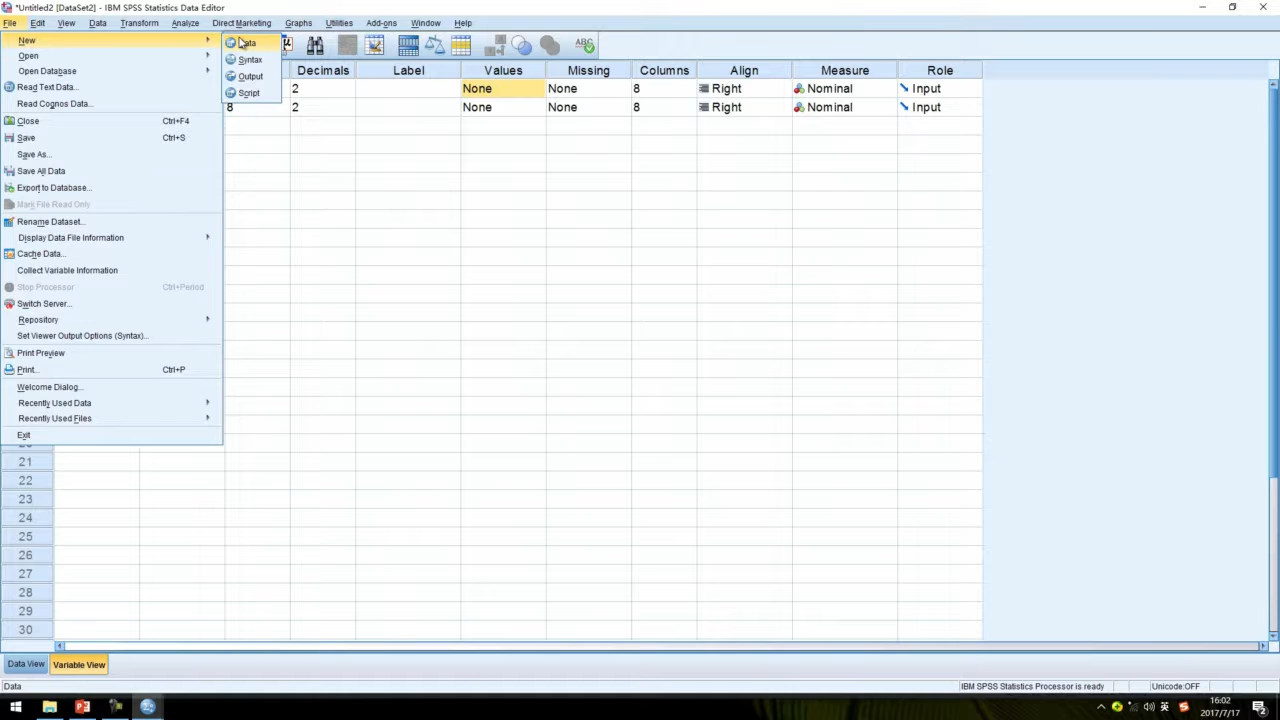 *Untitled2 [DataSet2] - IBM SPSS Statistics Data Editor
File Edit View Data Transform Analyze Direct Marketing Graphs Utilities Add-ons Window Help
New
Open
Open Database
Read Text Data...
Read Cognos Data...
Close Ctrl+F4
Save Ctrl+S
Save As...
Save All Data
Export to Database...
Mark File Read Only
Rename Dataset...
Display Data File Information
Cache Data...
Collect Variable Information
Stop Processor Ctrl+Period
Switch Server...
Repository
Set Viewer Output Options (Syntax)...
Print Preview
Print... Ctrl+P
Welcome Dialog...
Recently Used Data
Recently Used Files
Exit
Syntax
Output
Script
Decimals Label Values Missing Columns Align Measure Role
2 None None 8 Right Nominal Input
8 2 None None 8 Right Nominal Input
21
22
23
24
25
26
27
28
29
30
Data View Variable View
Data IBM SPSS Statistics Processor is ready Unicode:OFF
英
16:02
2017/7/17